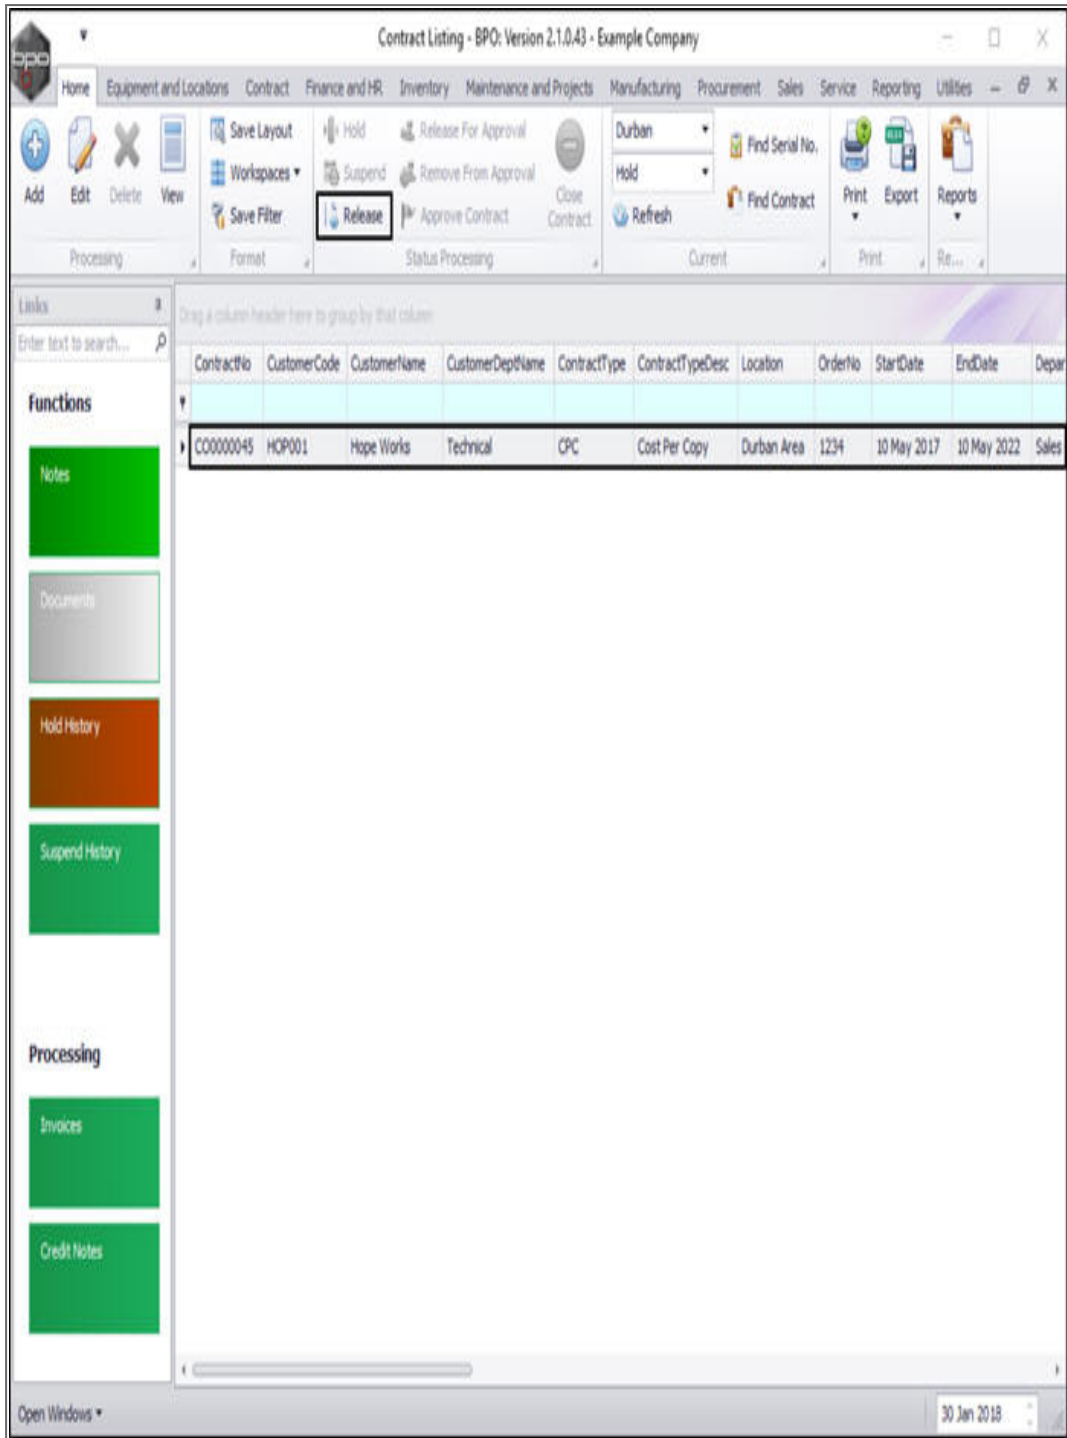 Contract Listing - BPO: Version 2.1.0.43 - Example Company
bpo
Home Equipment and Locations Contract Finance and HR Inventory Maintenance and Projects Manufacturing Procurement Sales Service Reporting Utilities
Add Edit Delete View
Save Layout
Workspaces
Save Filter
Hold
Suspend
Release
Release For Approval
Remove From Approval
Approve Contract
Close Contract
Durban
Hold
Refresh
Find Serial No.
Find Contract
Print Export Reports
Processing Format Status Processing Current Print Re...
Links
Enter text to search...
Drag a column header here to group by that column
ContractNo CustomerCode CustomerName CustomerDeptName ContractType ContractTypeDesc Location OrderNo StartDate EndDate Depar
CO0000045 HOP001 Hope Works Technical CPC Cost Per Copy Durban Area 1234 10 May 2017 10 May 2022 Sales
Functions
Notes
Documents
Hold History
Suspend History
Processing
Invoices
Credit Notes
Open Windows 30 Jan 2018